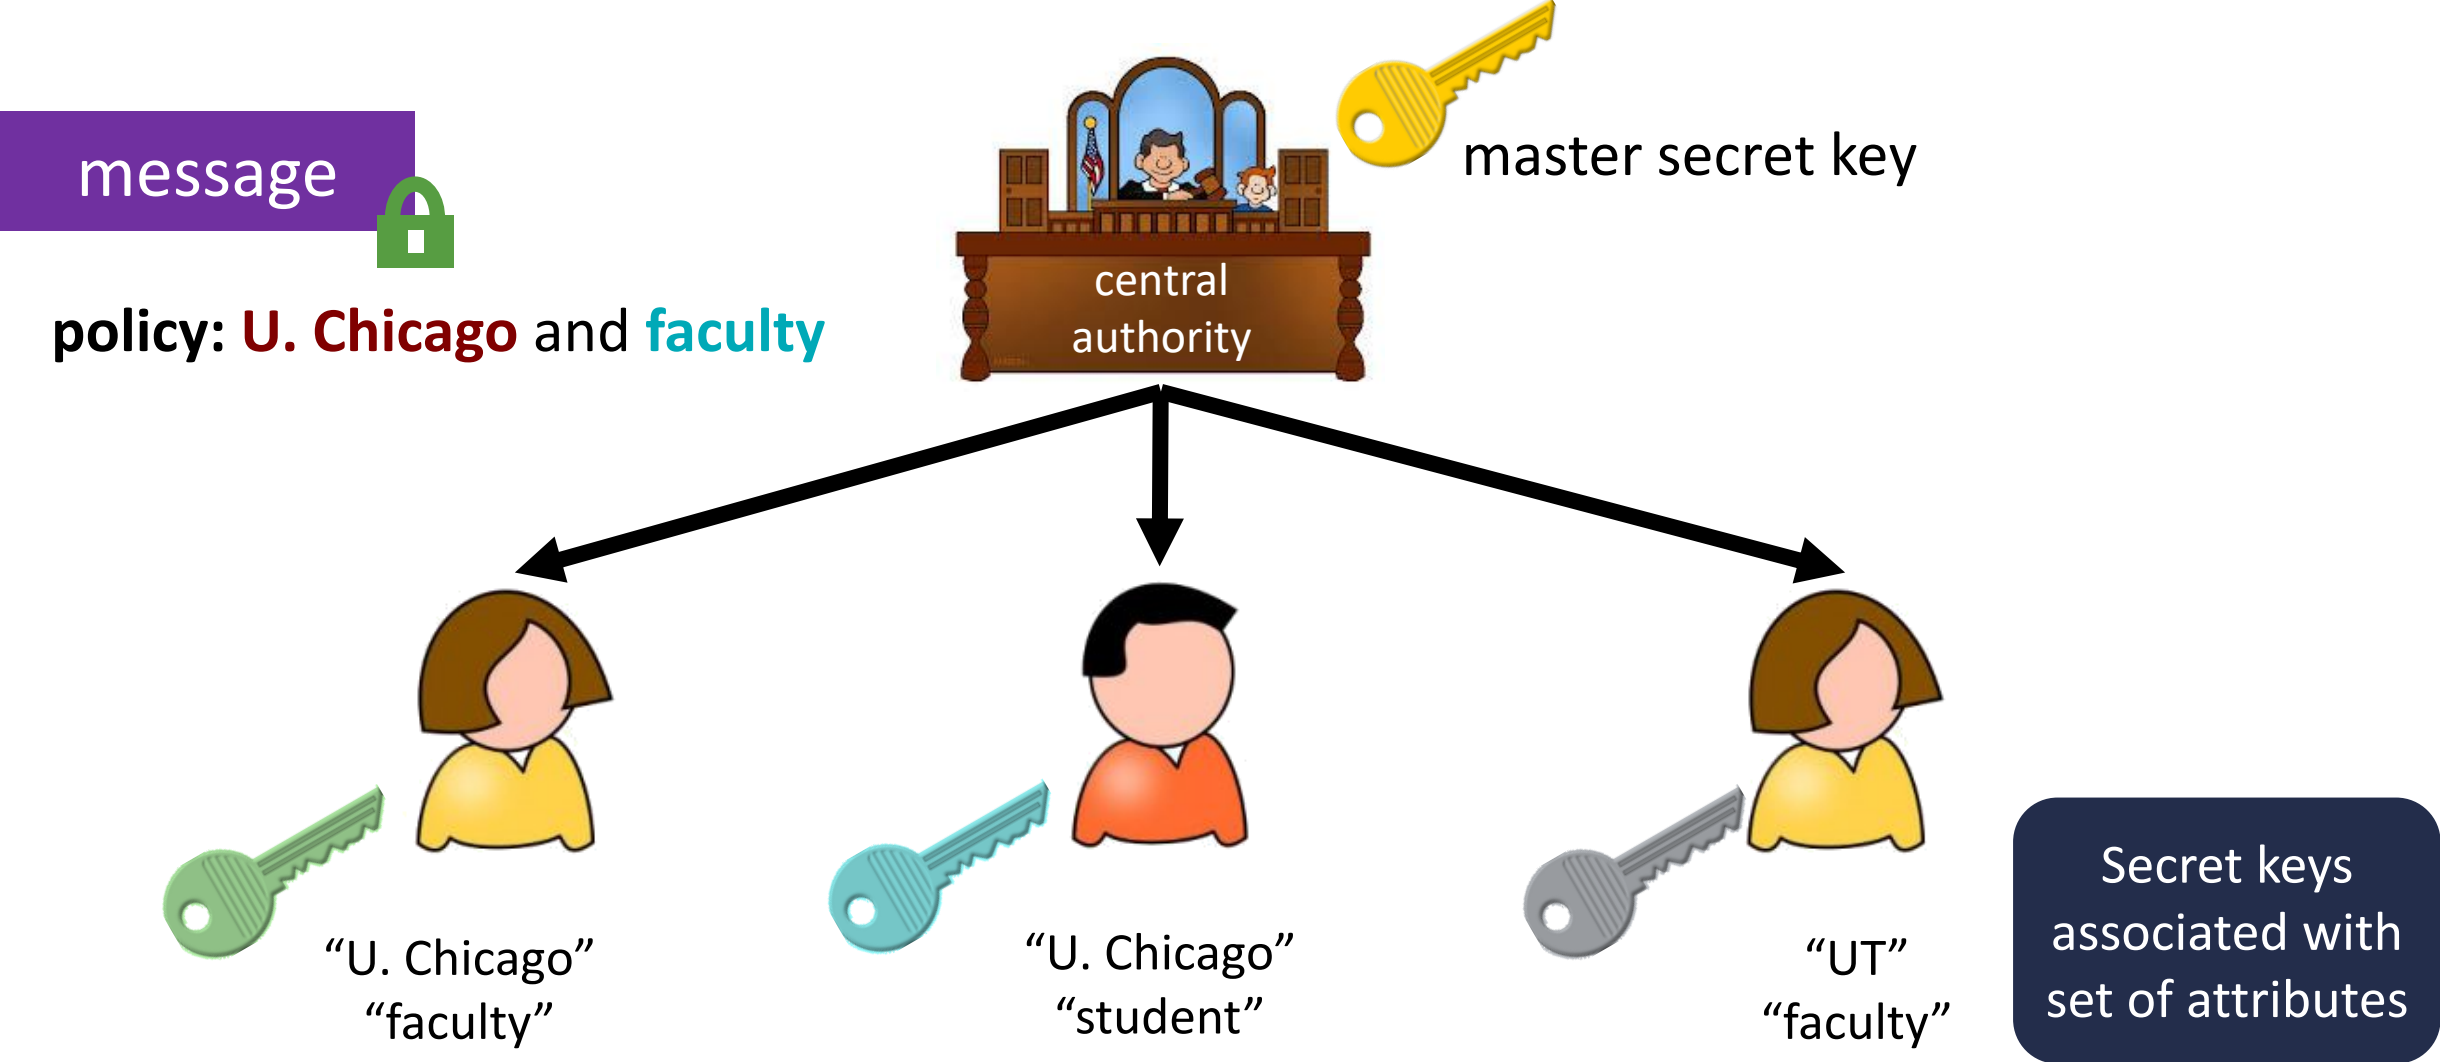 message
master secret key
central
authority
policy: U. Chicago and faculty
“U. Chicago”
“faculty”
“U. Chicago”
“student”
“UT”
“faculty”
Secret keys
associated with
set of attributes